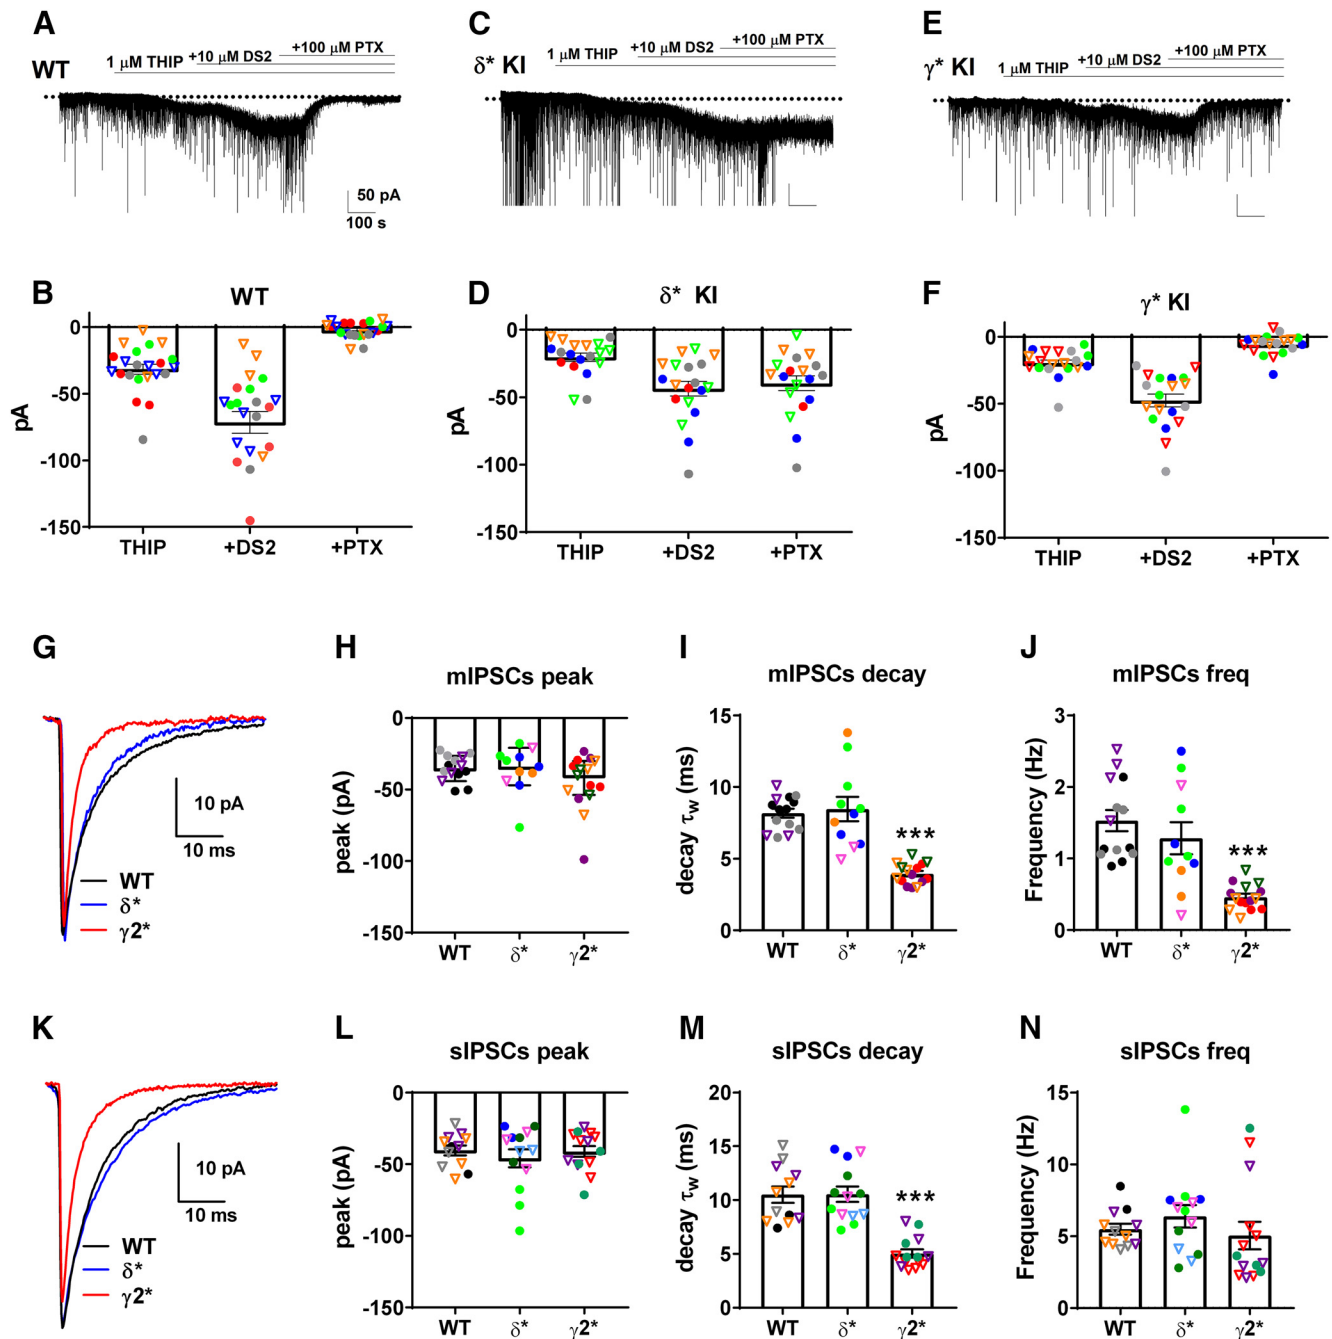 A
C
E
WT
1 μM THIP
+10 μM DS2
+100 μM PTX
δ* KI
1 μM THIP
+10 μM DS2
+100 μM PTX
γ* KI
1 μM THIP
+10 μM DS2
+100 μM PTX
50 pA
100 s
B
WT
pA
0
-50
-100
-150
THIP
+DS2
+PTX
D
δ* KI
pA
0
-50
-100
-150
THIP
+DS2
+PTX
F
γ* KI
pA
0
-50
-100
-150
THIP
+DS2
+PTX
G
10 pA
10 ms
WT
δ*
γ2*
H
mIPSCs peak
peak (pA)
0
-50
-100
-150
WT
δ*
γ2*
I
mIPSCs decay
decay τw (ms)
15
10
5
0
***
WT
δ*
γ2*
J
mIPSCs freq
Frequency (Hz)
3
2
1
0
***
WT
δ*
γ2*
K
10 pA
10 ms
WT
δ*
γ2*
L
sIPSCs peak
peak (pA)
0
-50
-100
-150
WT
δ*
γ2*
M
sIPSCs decay
decay τw (ms)
20
15
10
5
0
***
WT
δ*
γ2*
N
sIPSCs freq
Frequency (Hz)
15
10
5
0
WT
δ*
γ2*